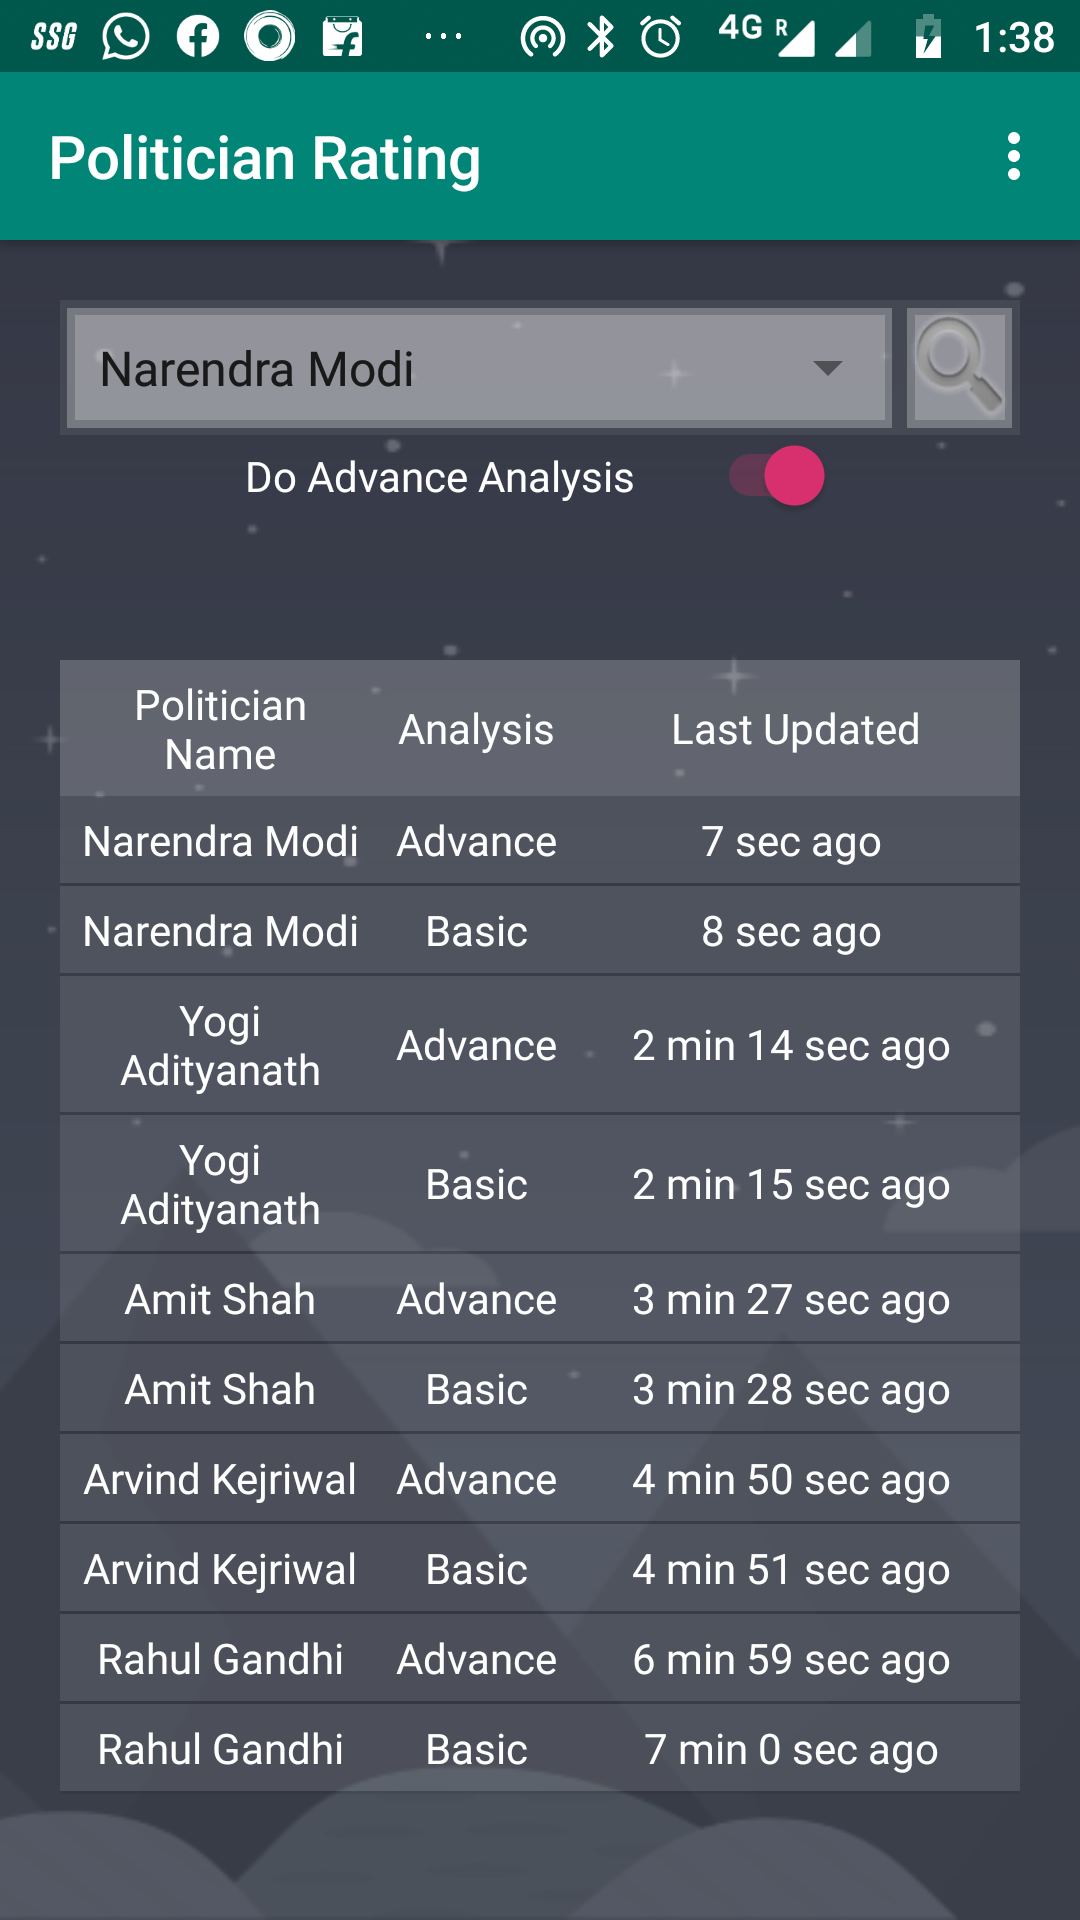 SSG ... 4G R 1:38
Politician Rating
Narendra Modi
Do Advance Analysis
Politician
Name Analysis Last Updated
Narendra Modi Advance 7 sec ago
Narendra Modi Basic 8 sec ago
Yogi
Adityanath Advance 2 min 14 sec ago
Yogi
Adityanath Basic 2 min 15 sec ago
Amit Shah Advance 3 min 27 sec ago
Amit Shah Basic 3 min 28 sec ago
Arvind Kejriwal Advance 4 min 50 sec ago
Arvind Kejriwal Basic 4 min 51 sec ago
Rahul Gandhi Advance 6 min 59 sec ago
Rahul Gandhi Basic 7 min 0 sec ago